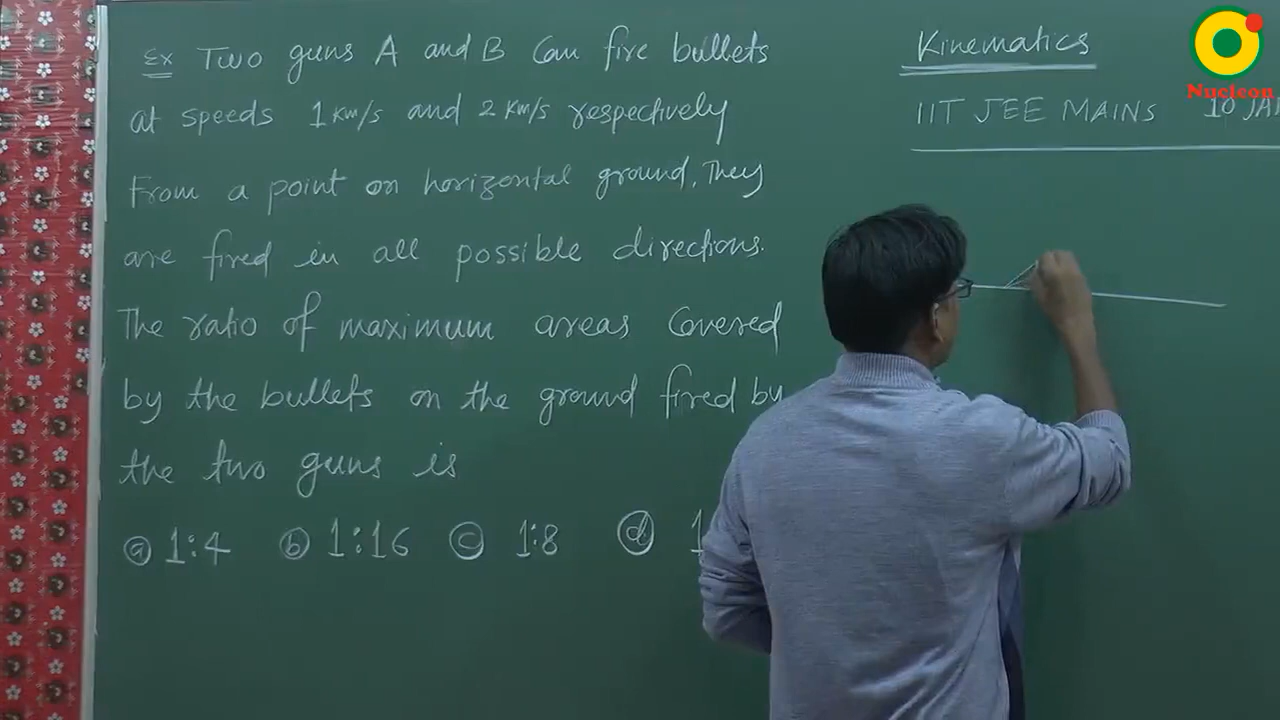 Ex Two guns A and B Can fire bullets
at speeds 1 Km/s and 2 Km/s respectively
From a point on horizontal ground. They
are fired in all possible directions.
The ratio of maximum areas Covered
by the bullets on the ground fired by
the two guns is
(a) 1:4 (b) 1:16 (c) 1:8 (d) 1
Kinematics
IIT JEE MAINS 10 JA
Nucleon